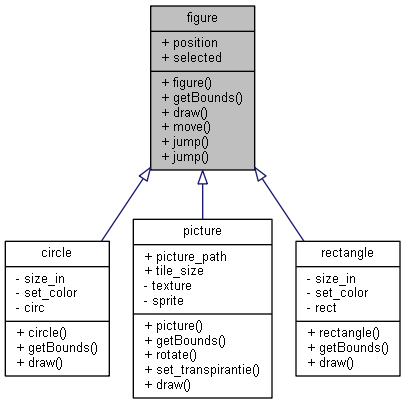 figure
+ position
+ selected
+ figure()
+ getBounds()
+ draw()
+ move()
+ jump()
+ jump()
circle
- size_in
- set_color
- circ
+ circle()
+ getBounds()
+ draw()
picture
+ picture_path
+ tile_size
- texture
- sprite
+ picture()
+ getBounds()
+ rotate()
+ set_transpirantie()
+ draw()
rectangle
- size_in
- set_color
- rect
+ rectangle()
+ getBounds()
+ draw()